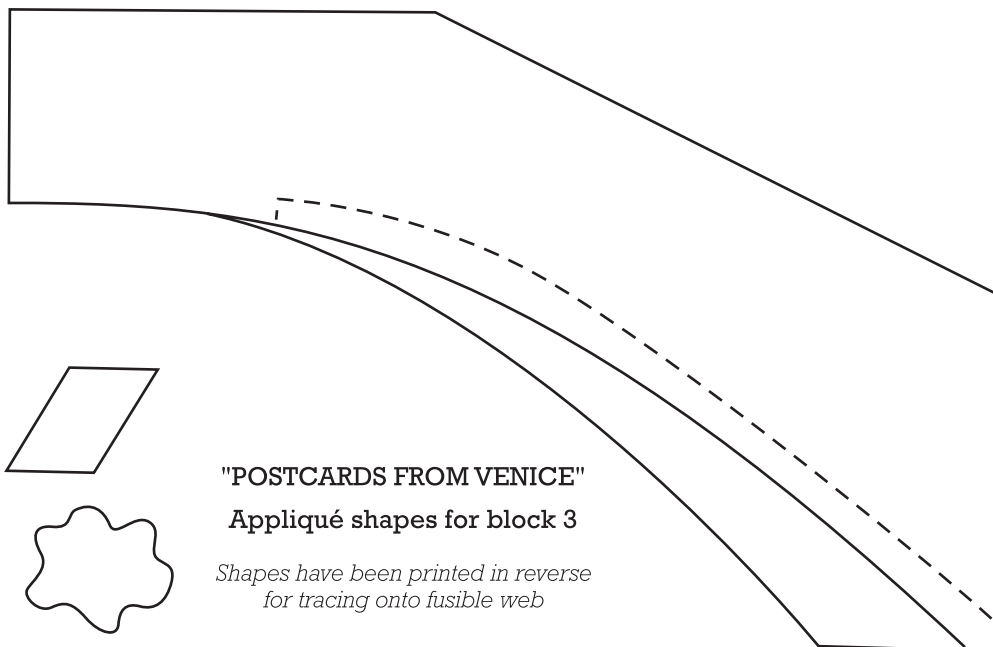 "POSTCARDS FROM VENICE"
Appliqué shapes for block 3
Shapes have been printed in reverse
for tracing onto fusible web